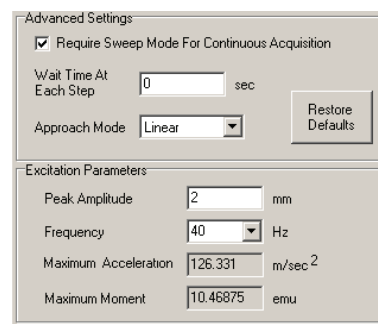 Advanced Settings
Require Sweep Mode For Continuous Acquisition
Wait Time At
Each Step
0 sec
Approach Mode Linear
Restore
Defaults
Excitation Parameters
Peak Amplitude 2 mm
Frequency 40 Hz
Maximum Acceleration 126.331 m/sec 2
Maximum Moment 10.46875 emu